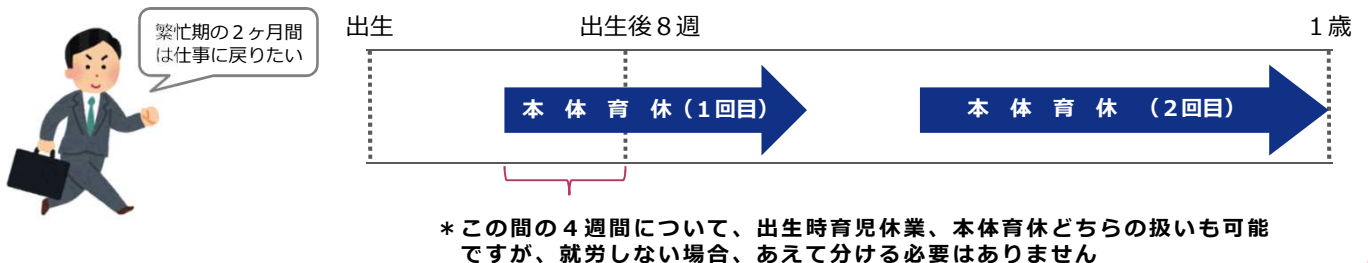 繁忙期の２ヶ月間
は仕事に戻りたい
出生
出生後８週
１歳
本 体 育 休（１回目）
本 体 育 休 （２回目）
＊この間の４週間について、出生時育児休業、本体育休どちらの扱いも可能
ですが、就労しない場合、あえて分ける必要はありません